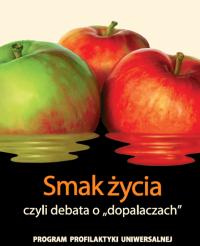 Smak życia
czyli debata o „dopalaczach”
PROGRAM PROFILAKTYKI UNIWERSALNEJ